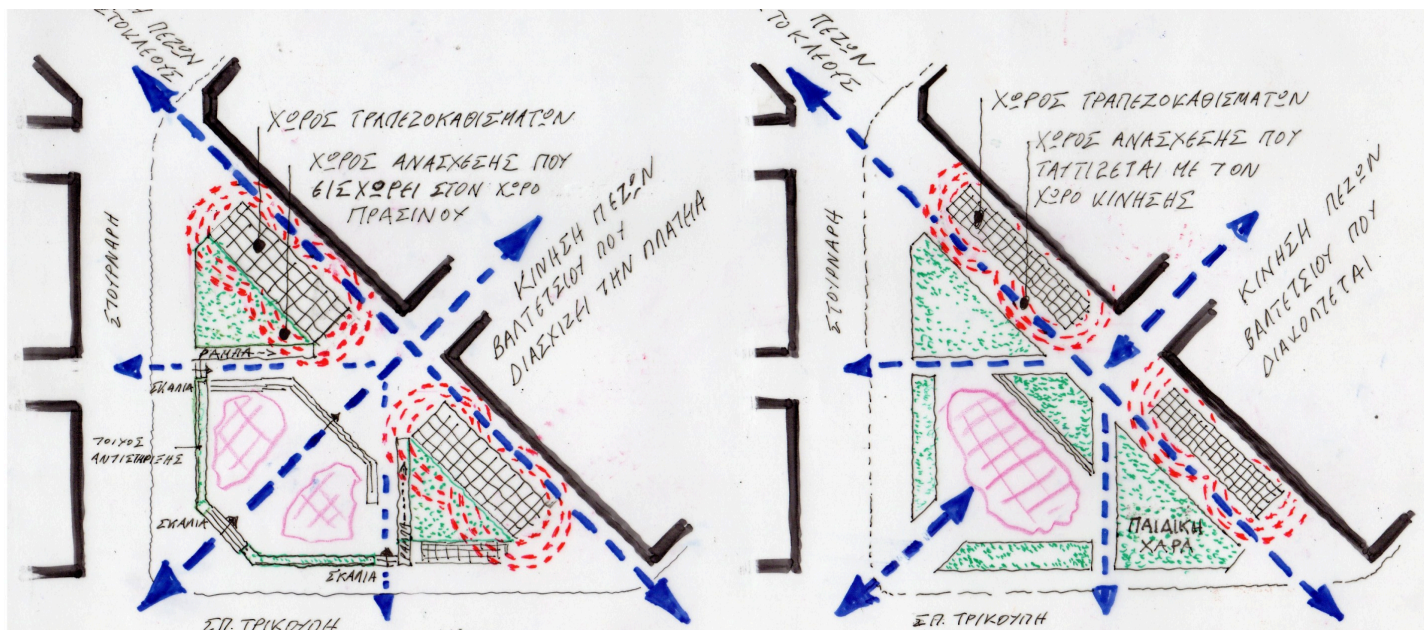 ΠΕΖΩΝ
ΣΤΟΚΛΕΟΥΣ
ΧΩΡΟΣ ΤΡΑΠΕΖΟΚΑΘΙΣΜΑΤΩΝ
ΧΩΡΟΣ ΑΝΑΣΧΕΣΗΣ ΠΟΥ
ΕΙΣΧΩΡΕΙ ΣΤΟΝ ΧΩΡΟ
ΠΡΑΣΙΝΟΥ
ΚΙΝΗΣΗ ΠΕΖΩΝ
ΒΑΛΤΕΤΣΙΟΥ ΠΟΥ
ΔΙΑΣΧΙΖΕΙ ΤΗΝ ΠΛΑΤΗΑ
ΣΤΟΥΡΝΑΡΗ
ΡΑΜΠΑ
ΣΚΑΛΙΑ
ΤΟΙΧΟΣ
ΑΝΤΙΣΤΗΡΙΞΗΣ
ΣΚΑΛΙΑ
ΡΑΜΠΑ
ΣΚΑΛΙΑ
ΣΠ. ΤΡΙΚΟΥΠΗ
ΠΕΖΩΝ
ΤΟΚΛΕΟΥΣ
ΧΩΡΟΣ ΤΡΑΠΕΖΟΚΑΘΙΣΜΑΤΩΝ
ΧΩΡΟΣ ΑΝΑΣΧΕΣΗΣ ΠΟΥ
ΤΑΥΤΙΖΕΤΑΙ ΜΕ ΤΟΝ
ΧΩΡΟ ΚΙΝΗΣΗΣ
ΚΙΝΗΣΗ ΠΕΖΩΝ
ΒΑΛΤΕΤΣΙΟΥ ΠΟΥ
ΔΙΑΚΟΠΤΕΤΑΙ
ΣΤΟΥΡΝΑΡΗ
ΠΑΙΔΙΚΗ
ΧΑΡΑ
ΣΠ. ΤΡΙΚΟΥΠΗ